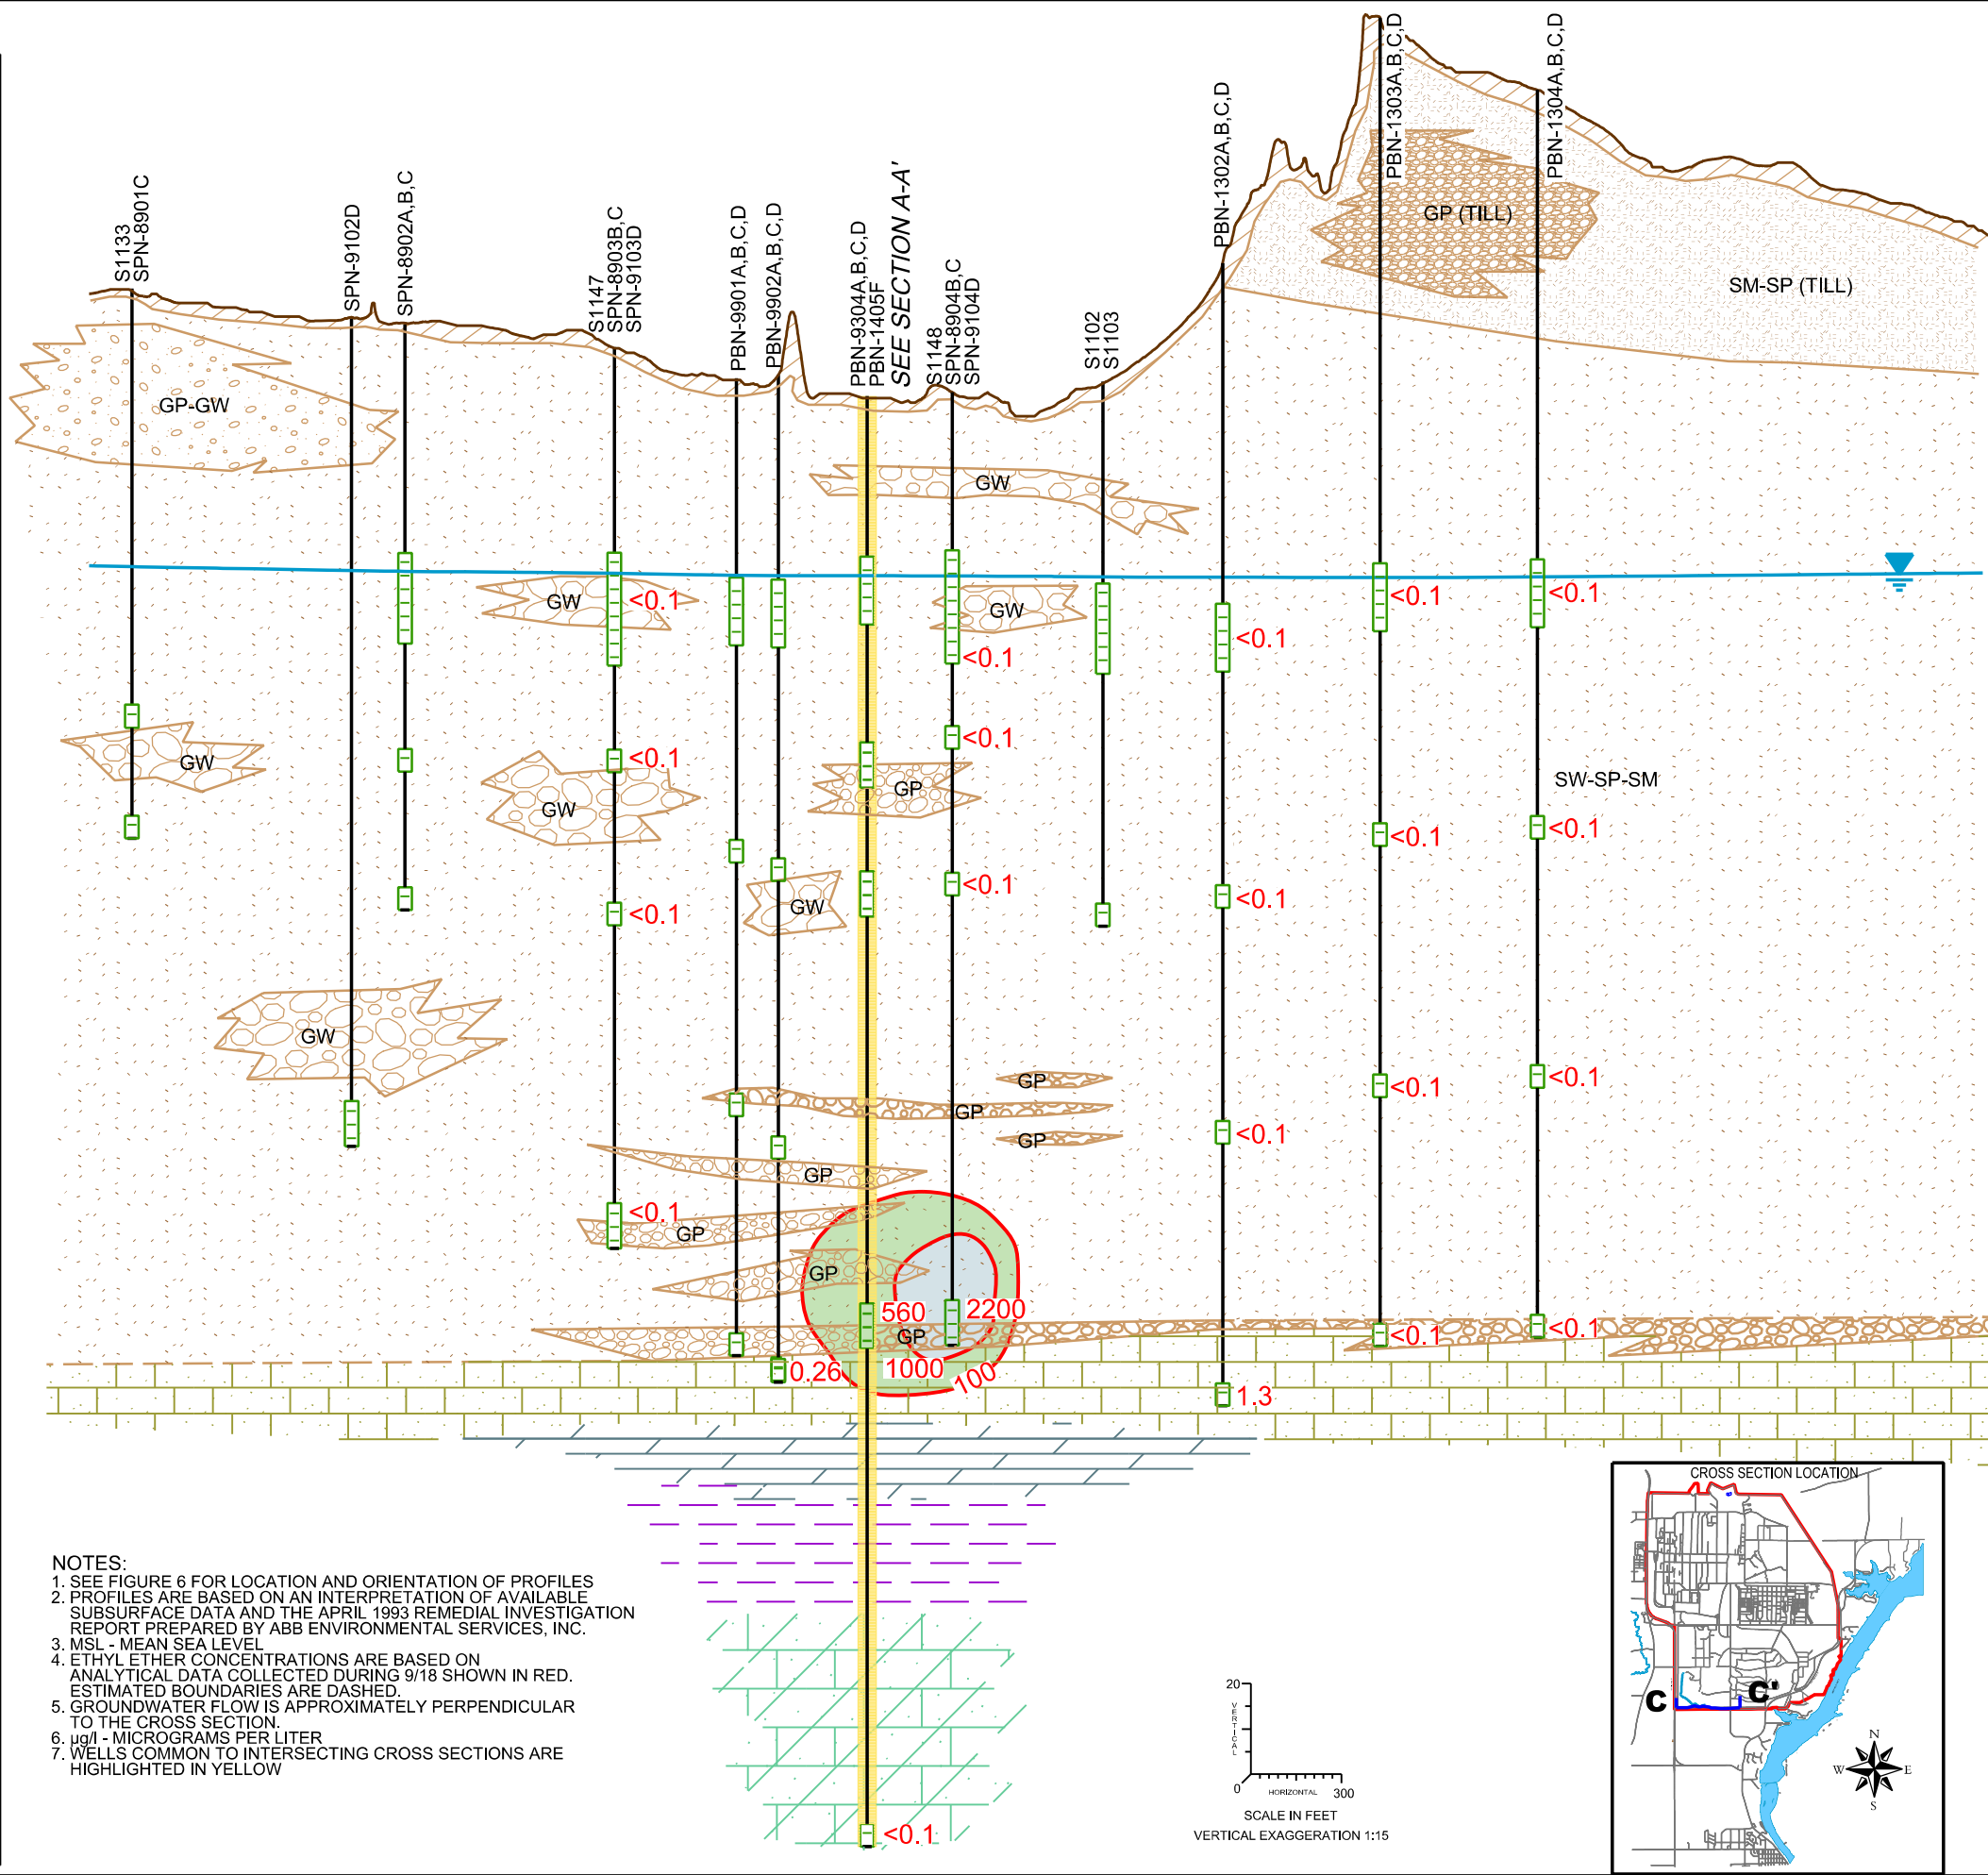 S1133
SPN-8901C
SPN-9102D
SPN-8902A,B,C
S1147
SPN-8903B,C
SPN-9103D
PBN-9901A,B,C,D
PBN-9902A,B,C,D
PBN-9304A,B,C,D
PBN-1405F
SEE SECTION A-A'
S1148
SPN-8904B,C
SPN-9104D
S1102
S1103
PBN-1302A,B,C,D
PBN-1303A,B,C,D
PBN-1304A,B,C,D
GP (TILL)
SM-SP (TILL)
GP-GW
GW
GW
<0.1
GW
<0.1
<0.1
<0.1
<0.1
<0.1
GW
<0.1
<0.1
GW
GP
SW-SP-SM
<0.1
<0.1
<0.1
<0.1
GW
<0.1
<0.1
GW
GP
GP
GP
<0.1
<0.1
<0.1
GP
<0.1
GP
GP
560
2200
GP
<0.1
<0.1
0.26
1000
100
1.3
<0.1
NOTES:
1. SEE FIGURE 6 FOR LOCATION AND ORIENTATION OF PROFILES
2. PROFILES ARE BASED ON AN INTERPRETATION OF AVAILABLE
SUBSURFACE DATA AND THE APRIL 1993 REMEDIAL INVESTIGATION
REPORT PREPARED BY ABB ENVIRONMENTAL SERVICES, INC.
3. MSL - MEAN SEA LEVEL
4. ETHYL ETHER CONCENTRATIONS ARE BASED ON
ANALYTICAL DATA COLLECTED DURING 9/18 SHOWN IN RED.
ESTIMATED BOUNDARIES ARE DASHED.
5. GROUNDWATER FLOW IS APPROXIMATELY PERPENDICULAR
TO THE CROSS SECTION.
6. µg/l - MICROGRAMS PER LITER
7. WELLS COMMON TO INTERSECTING CROSS SECTIONS ARE
HIGHLIGHTED IN YELLOW
20
VERTICAL
0
HORIZONTAL
300
SCALE IN FEET
VERTICAL EXAGGERATION 1:15
CROSS SECTION LOCATION
C
C'
N
W
E
S